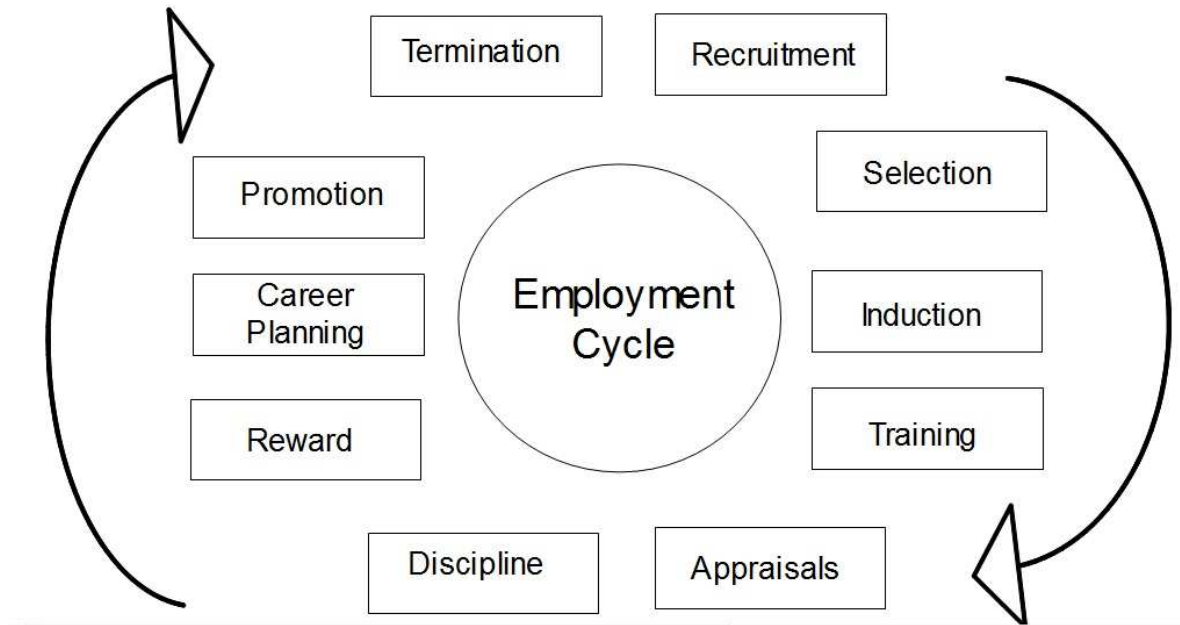 Termination
Recruitment
Promotion
Selection
Employment
Cycle
Career
Planning
Induction
Reward
Training
Discipline
Appraisals